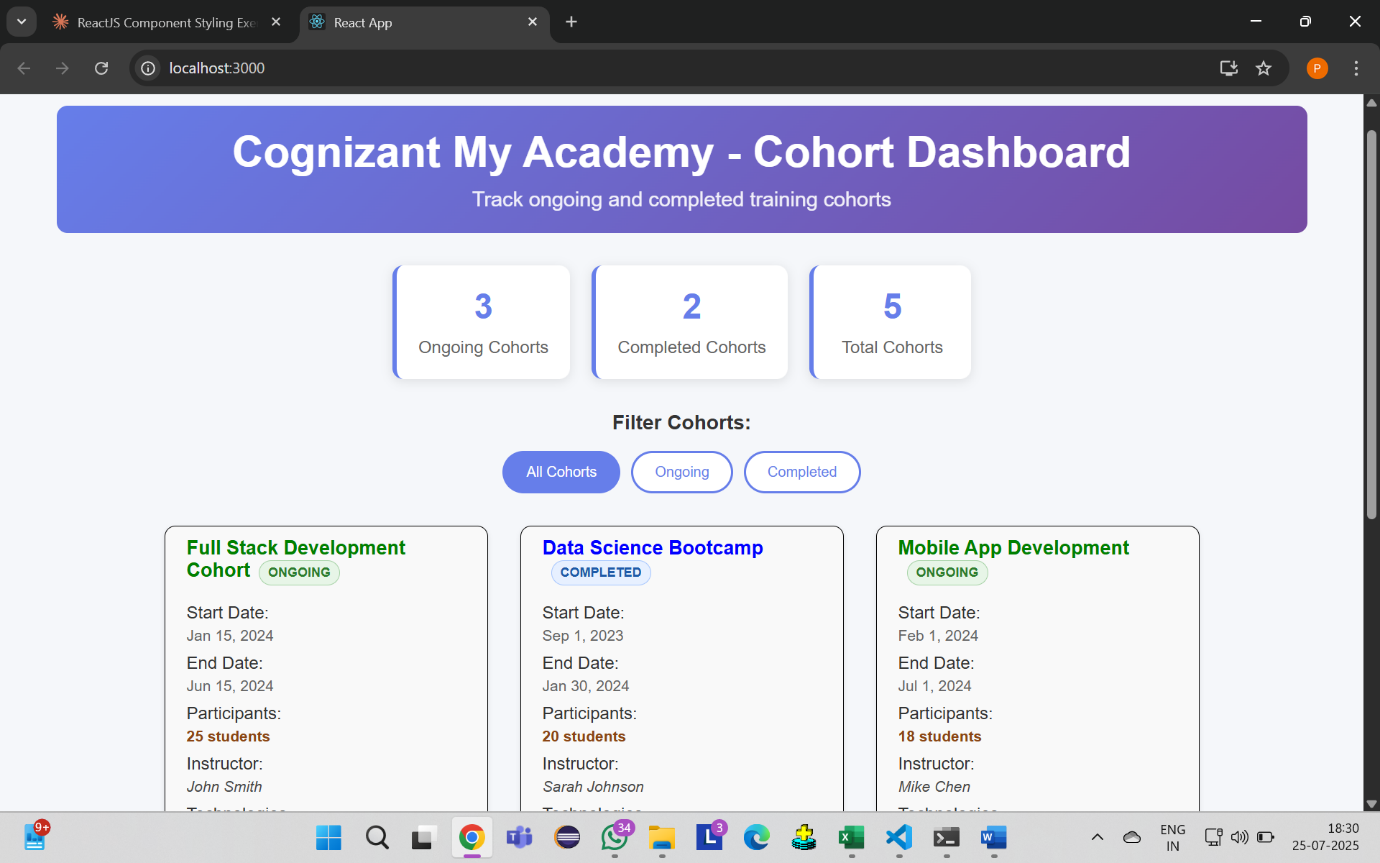 ReactJS Component Styling Exe
React App
localhost:3000
P
Cognizant My Academy - Cohort Dashboard
Track ongoing and completed training cohorts
3
Ongoing Cohorts
2
Completed Cohorts
5
Total Cohorts
Filter Cohorts:
All Cohorts
Ongoing
Completed
Full Stack Development
Cohort ONGOING
Start Date:
Jan 15, 2024
End Date:
Jun 15, 2024
Participants:
25 students
Instructor:
John Smith
Technologies
Data Science Bootcamp
COMPLETED
Start Date:
Sep 1, 2023
End Date:
Jan 30, 2024
Participants:
20 students
Instructor:
Sarah Johnson
Technologies
Mobile App Development
ONGOING
Start Date:
Feb 1, 2024
End Date:
Jul 1, 2024
Participants:
18 students
Instructor:
Mike Chen
Technologies
9+
T
34
L
3
X
W
ENG
IN
18:30
25-07-2025